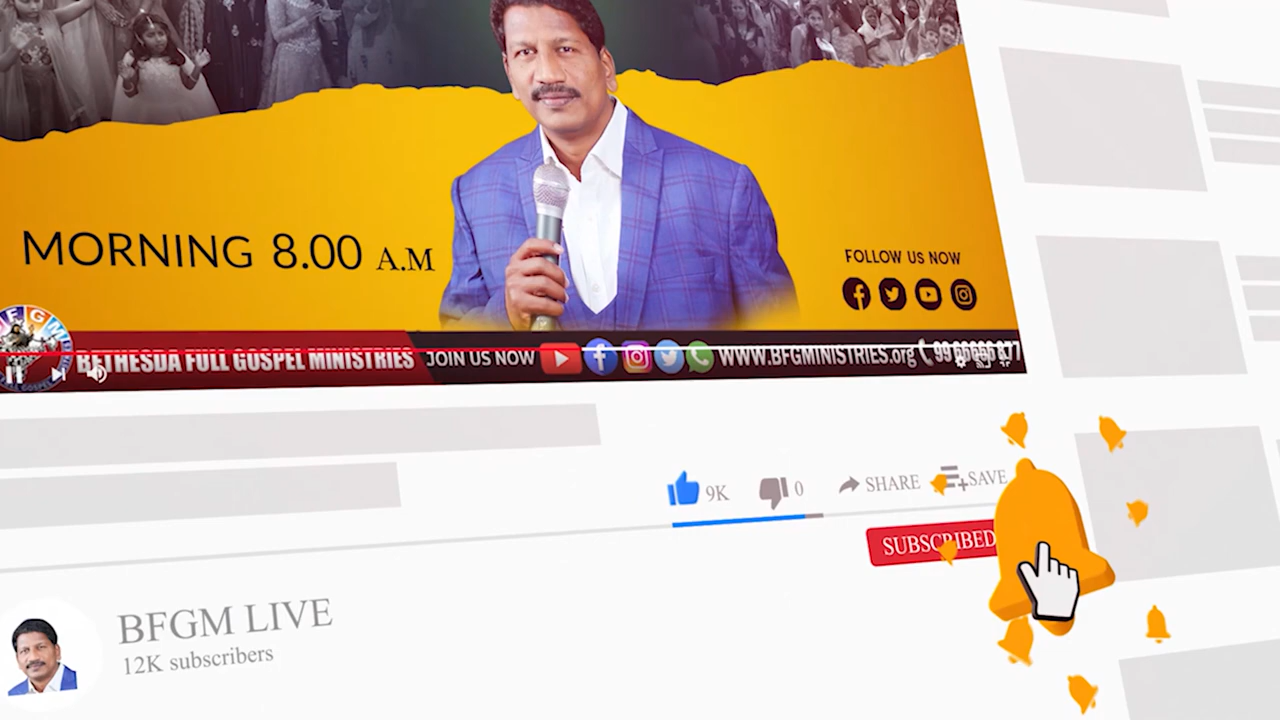 MORNING 8.00 A.M
FOLLOW US NOW
BFGM
BETHESDA FULL GOSPEL MINISTRIES JOIN US NOW WWW.BFGMINISTRIES.org
9K 0 SHARE SAVE
SUBSCRIBED
BFGM LIVE
12K subscribers